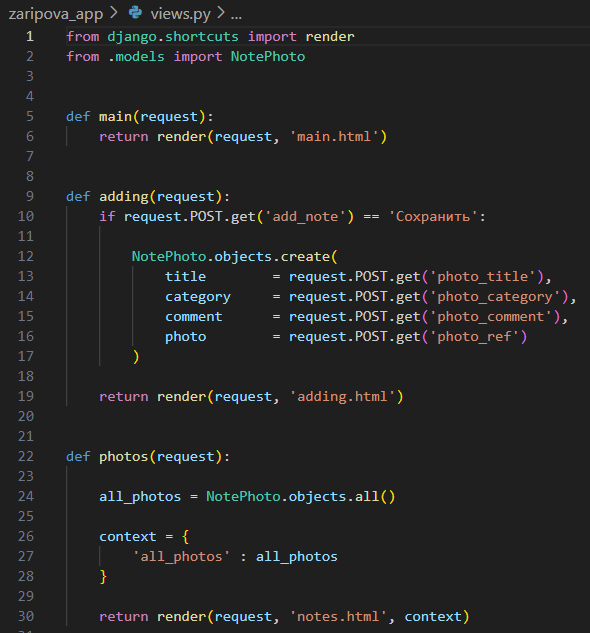 zaripova_app > views.py > ...
1 from django.shortcuts import render
2 from .models import NotePhoto
3
4
5 def main(request):
6     return render(request, 'main.html')
7
8
9 def adding(request):
10     if request.POST.get('add_note') == 'Сохранить':
11
12         NotePhoto.objects.create(
13             title        = request.POST.get('photo_title'),
14             category     = request.POST.get('photo_category'),
15             comment      = request.POST.get('photo_comment'),
16             photo        = request.POST.get('photo_ref')
17         )
18
19     return render(request, 'adding.html')
20
21
22 def photos(request):
23
24     all_photos = NotePhoto.objects.all()
25
26     context = {
27         'all_photos' : all_photos
28     }
29
30     return render(request, 'notes.html', context)